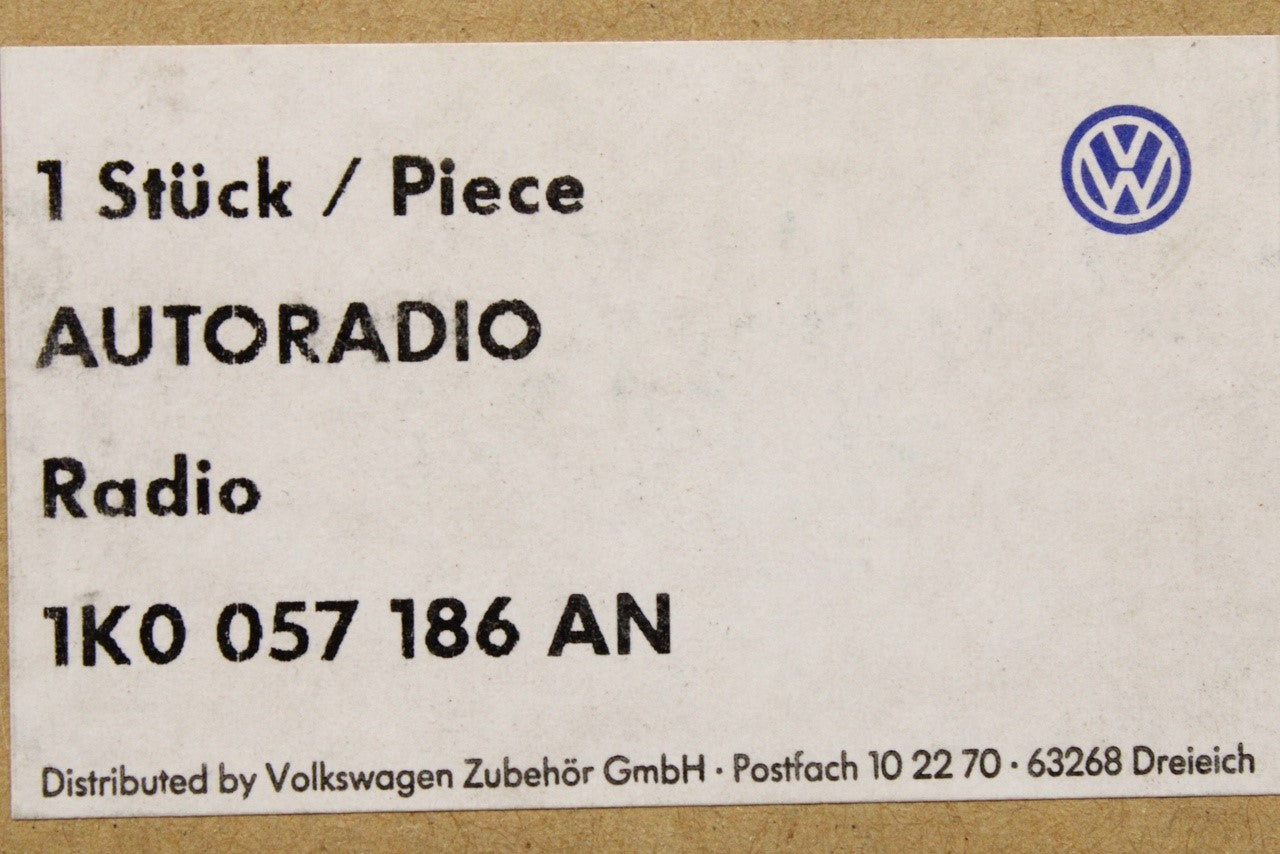 1 Stück / Piece
AUTORADIO
Radio
1K0 057 186 AN
Distributed by Volkswagen Zubehör GmbH · Postfach 10 22 70 · 63268 Dreieich